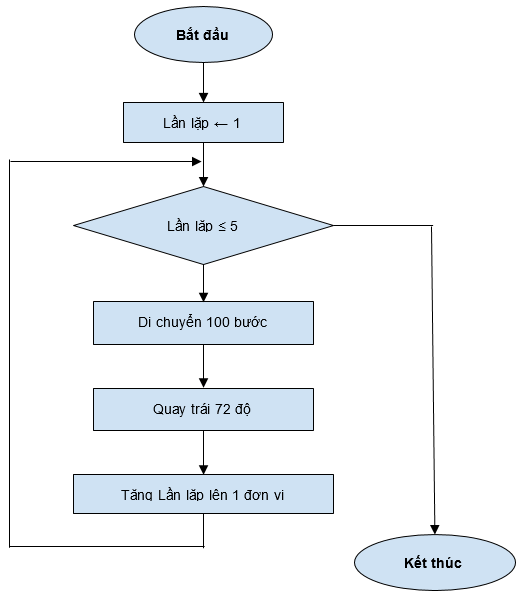 Bắt đầu
Lần lặp ← 1
Lần lặp ≤ 5
Di chuyển 100 bước
Quay trái 72 độ
Tăng Lần lặp lên 1 đơn vị
Kết thúc